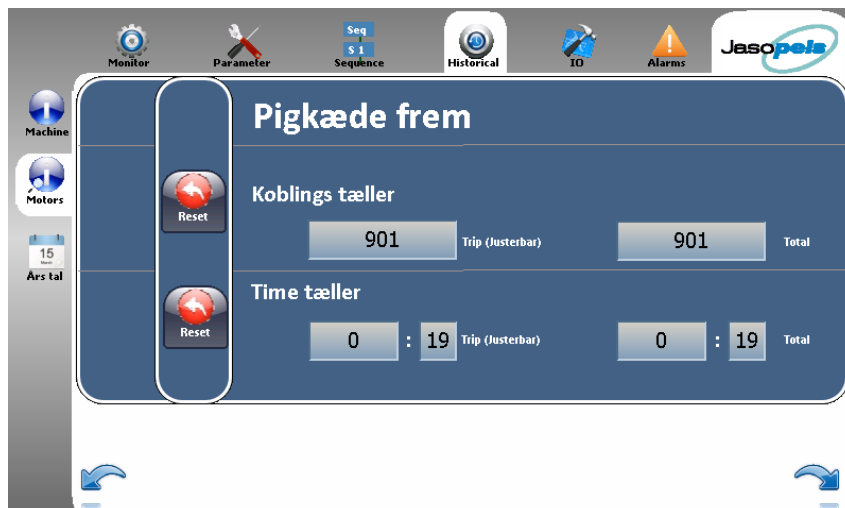 Seq
S 1
Monitor Parameter Sequence Historical IO Alarms
Jasopels
Machine
Motors
15
Års tal
Pigkæde frem
Koblings tæller
Reset
901 Trip (Justerbar) 901 Total
Time tæller
Reset
0 : 19 Trip (Justerbar) 0 : 19 Total